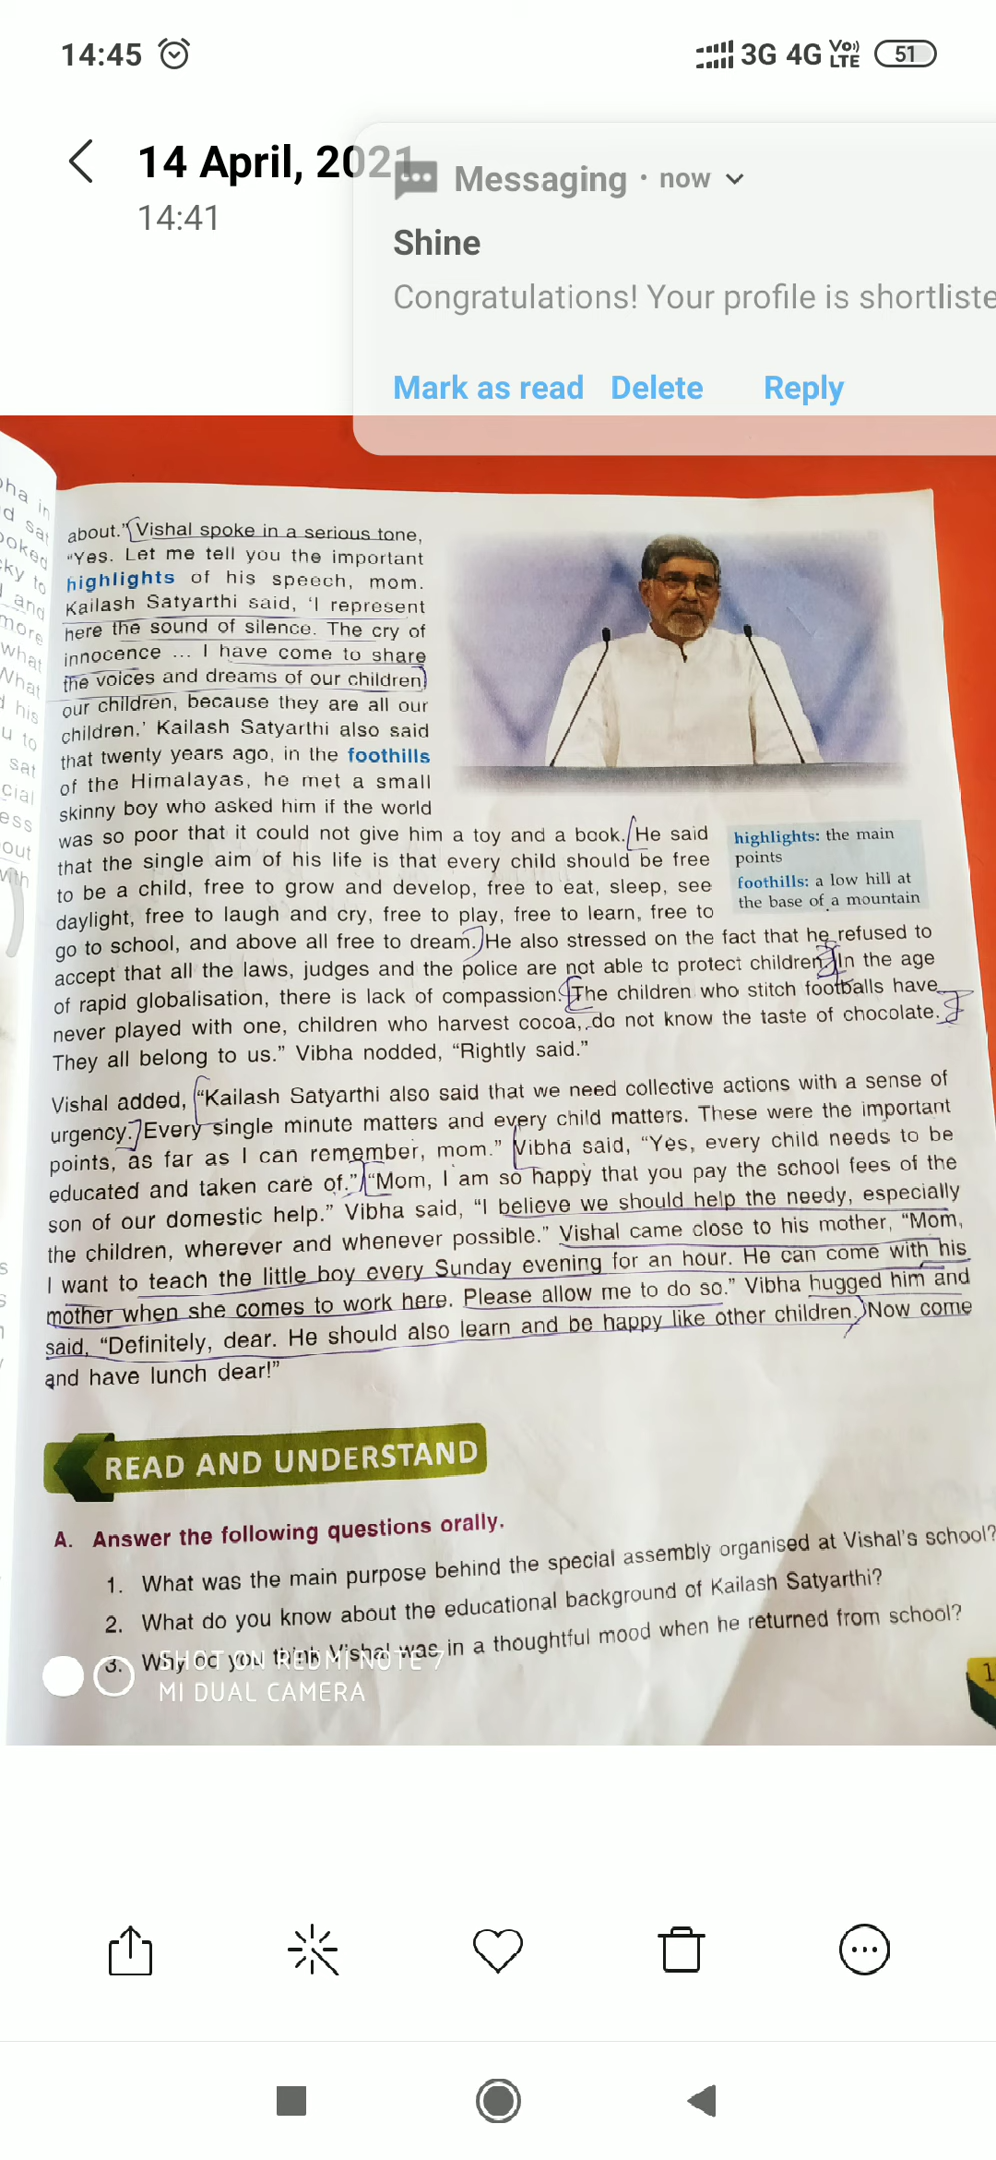 14:45
3G 4G Vo)) LTE 51
14 April, 2021
14:41
Messaging • now
Shine
Congratulations! Your profile is shortliste
Mark as read Delete Reply
about." Vishal spoke in a serious tone,
"Yes. Let me tell you the important
highlights of his speech, mom.
Kailash Satyarthi said, 'I represent
here the sound of silence. The cry of
innocence ... I have come to share
the voices and dreams of our children
our children, because they are all our
children.' Kailash Satyarthi also said
that twenty years ago, in the foothills
of the Himalayas, he met a small
skinny boy who asked him if the world
was so poor that it could not give him a toy and a book. He said
that the single aim of his life is that every child should be free
to be a child, free to grow and develop, free to eat, sleep, see
daylight, free to laugh and cry, free to play, free to learn, free to
go to school, and above all free to dream. He also stressed on the fact that he refused to
accept that all the laws, judges and the police are not able to protect children. In the age
of rapid globalisation, there is lack of compassion. The children who stitch footballs have
never played with one, children who harvest cocoa, do not know the taste of chocolate.
They all belong to us." Vibha nodded, "Rightly said."
highlights: the main
points
foothills: a low hill at
the base of a mountain
Vishal added, "Kailash Satyarthi also said that we need collective actions with a sense of
urgency. Every single minute matters and every child matters. These were the important
points, as far as I can remember, mom." Vibha said, "Yes, every child needs to be
educated and taken care of." "Mom, I am so happy that you pay the school fees of the
son of our domestic help." Vibha said, "I believe we should help the needy, especially
the children, wherever and whenever possible." Vishal came close to his mother, "Mom,
I want to teach the little boy every Sunday evening for an hour. He can come with his
mother when she comes to work here. Please allow me to do so." Vibha hugged him and
said, "Definitely, dear. He should also learn and be happy like other children. Now come
and have lunch dear!"
READ AND UNDERSTAND
A. Answer the following questions orally.
1. What was the main purpose behind the special assembly organised at Vishal's school?
2. What do you know about the educational background of Kailash Satyarthi?
3. Why do you think Vishal was in a thoughtful mood when he returned from school?
SHOT ON REDMI NOTE 7
MI DUAL CAMERA
1